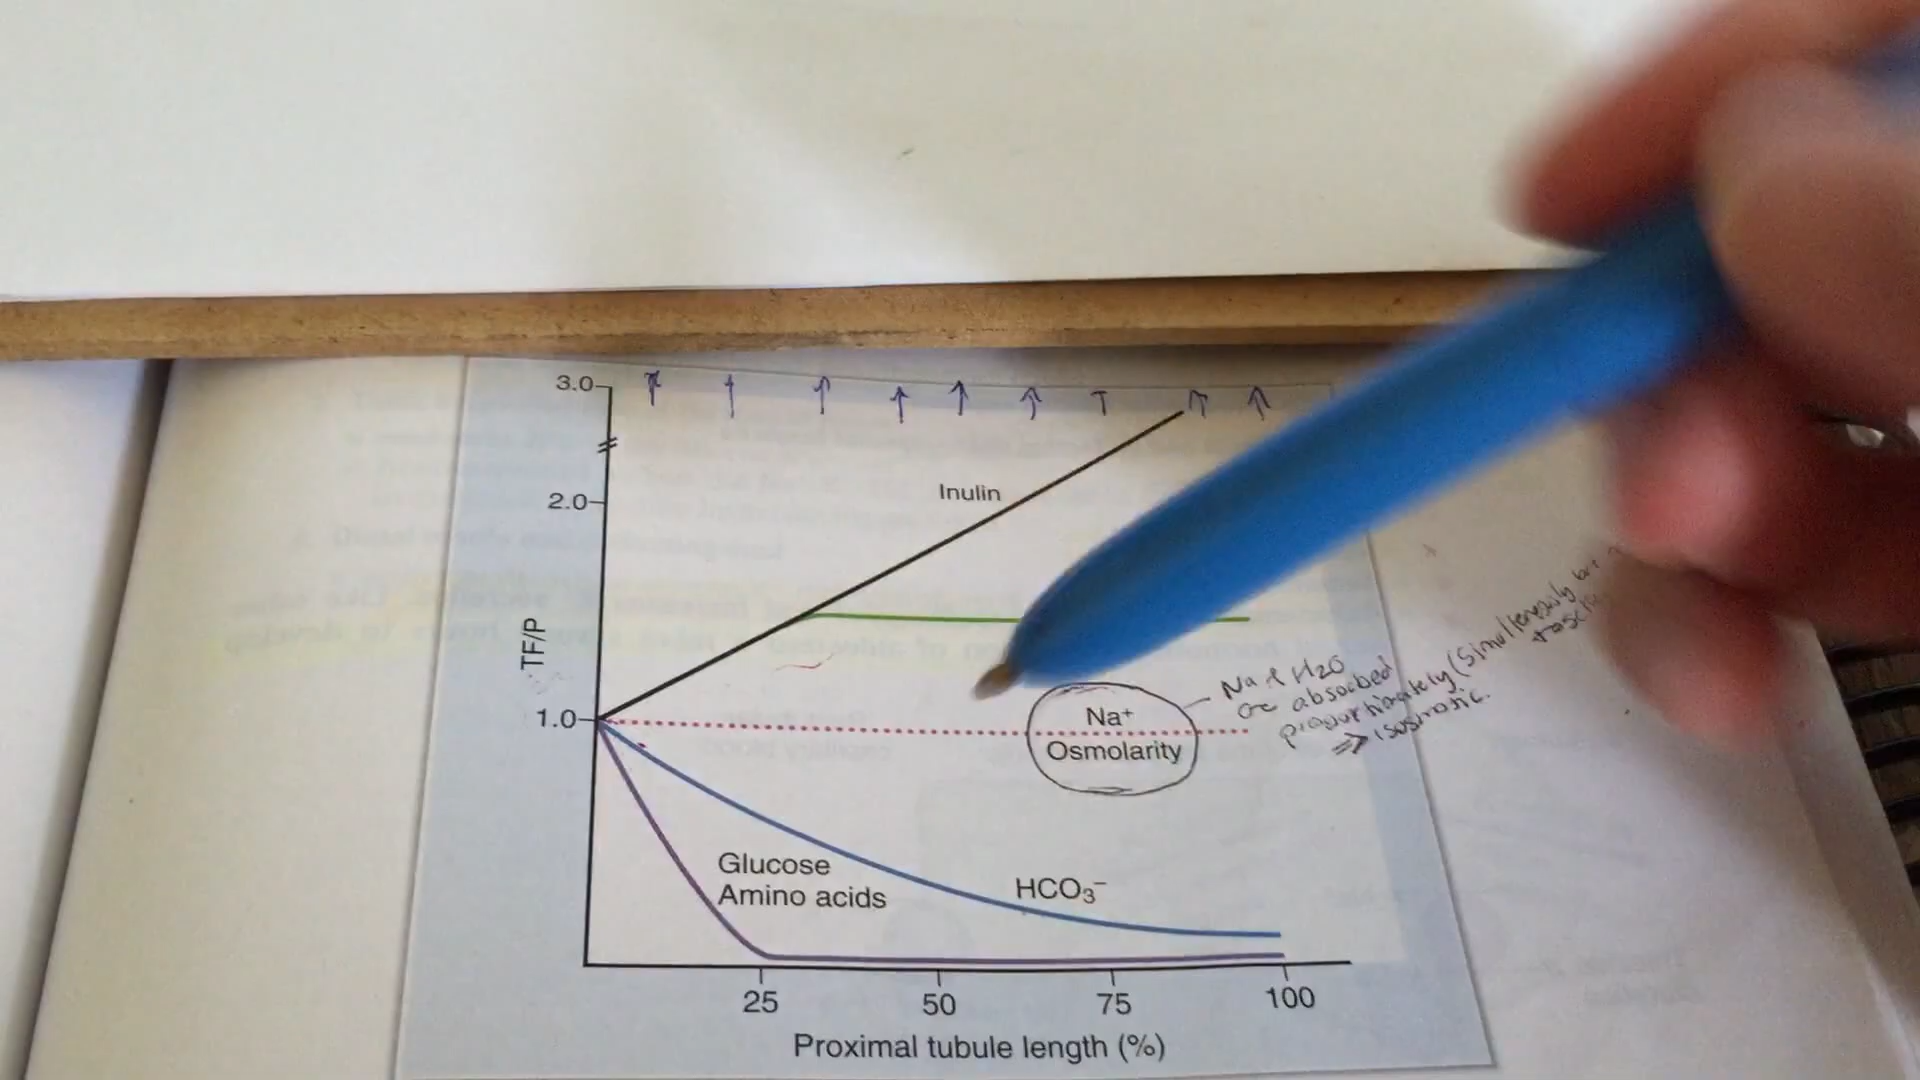 3.0
2.0
Inulin
TF/P
1.0
Na⁺
Osmolarity
Na & H2O
are absorbed
proportionately (Simultaneously
=> isosmotic.
Glucose
Amino acids
HCO₃⁻
25 50 75 100
Proximal tubule length (%)